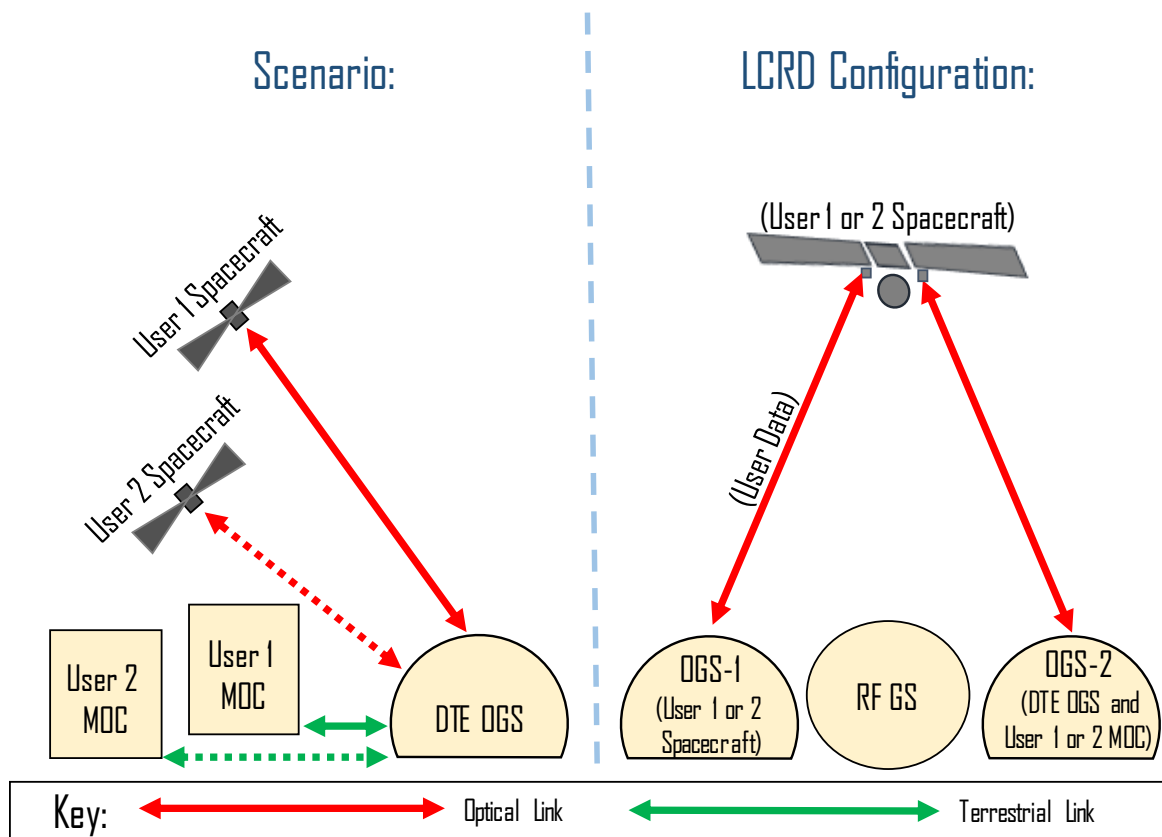 Scenario:
LCRD Configuration:
User 1 Spacecraft
User 2 Spacecraft
User 2
MOC
User 1
MOC
DTE OGS
(User 1 or 2 Spacecraft)
(User Data)
OGS-1
(User 1 or 2
Spacecraft)
RF GS
OGS-2
(DTE OGS and
User 1 or 2 MOC)
Key:
Optical Link
Terrestrial Link